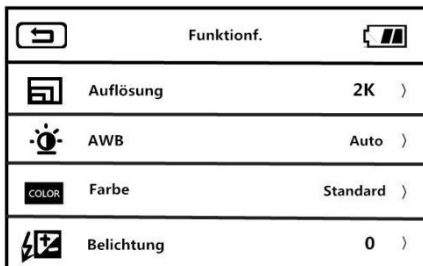 Funktionf.
Auflösung 2K
AWB Auto
COLOR Farbe Standard
Belichtung 0